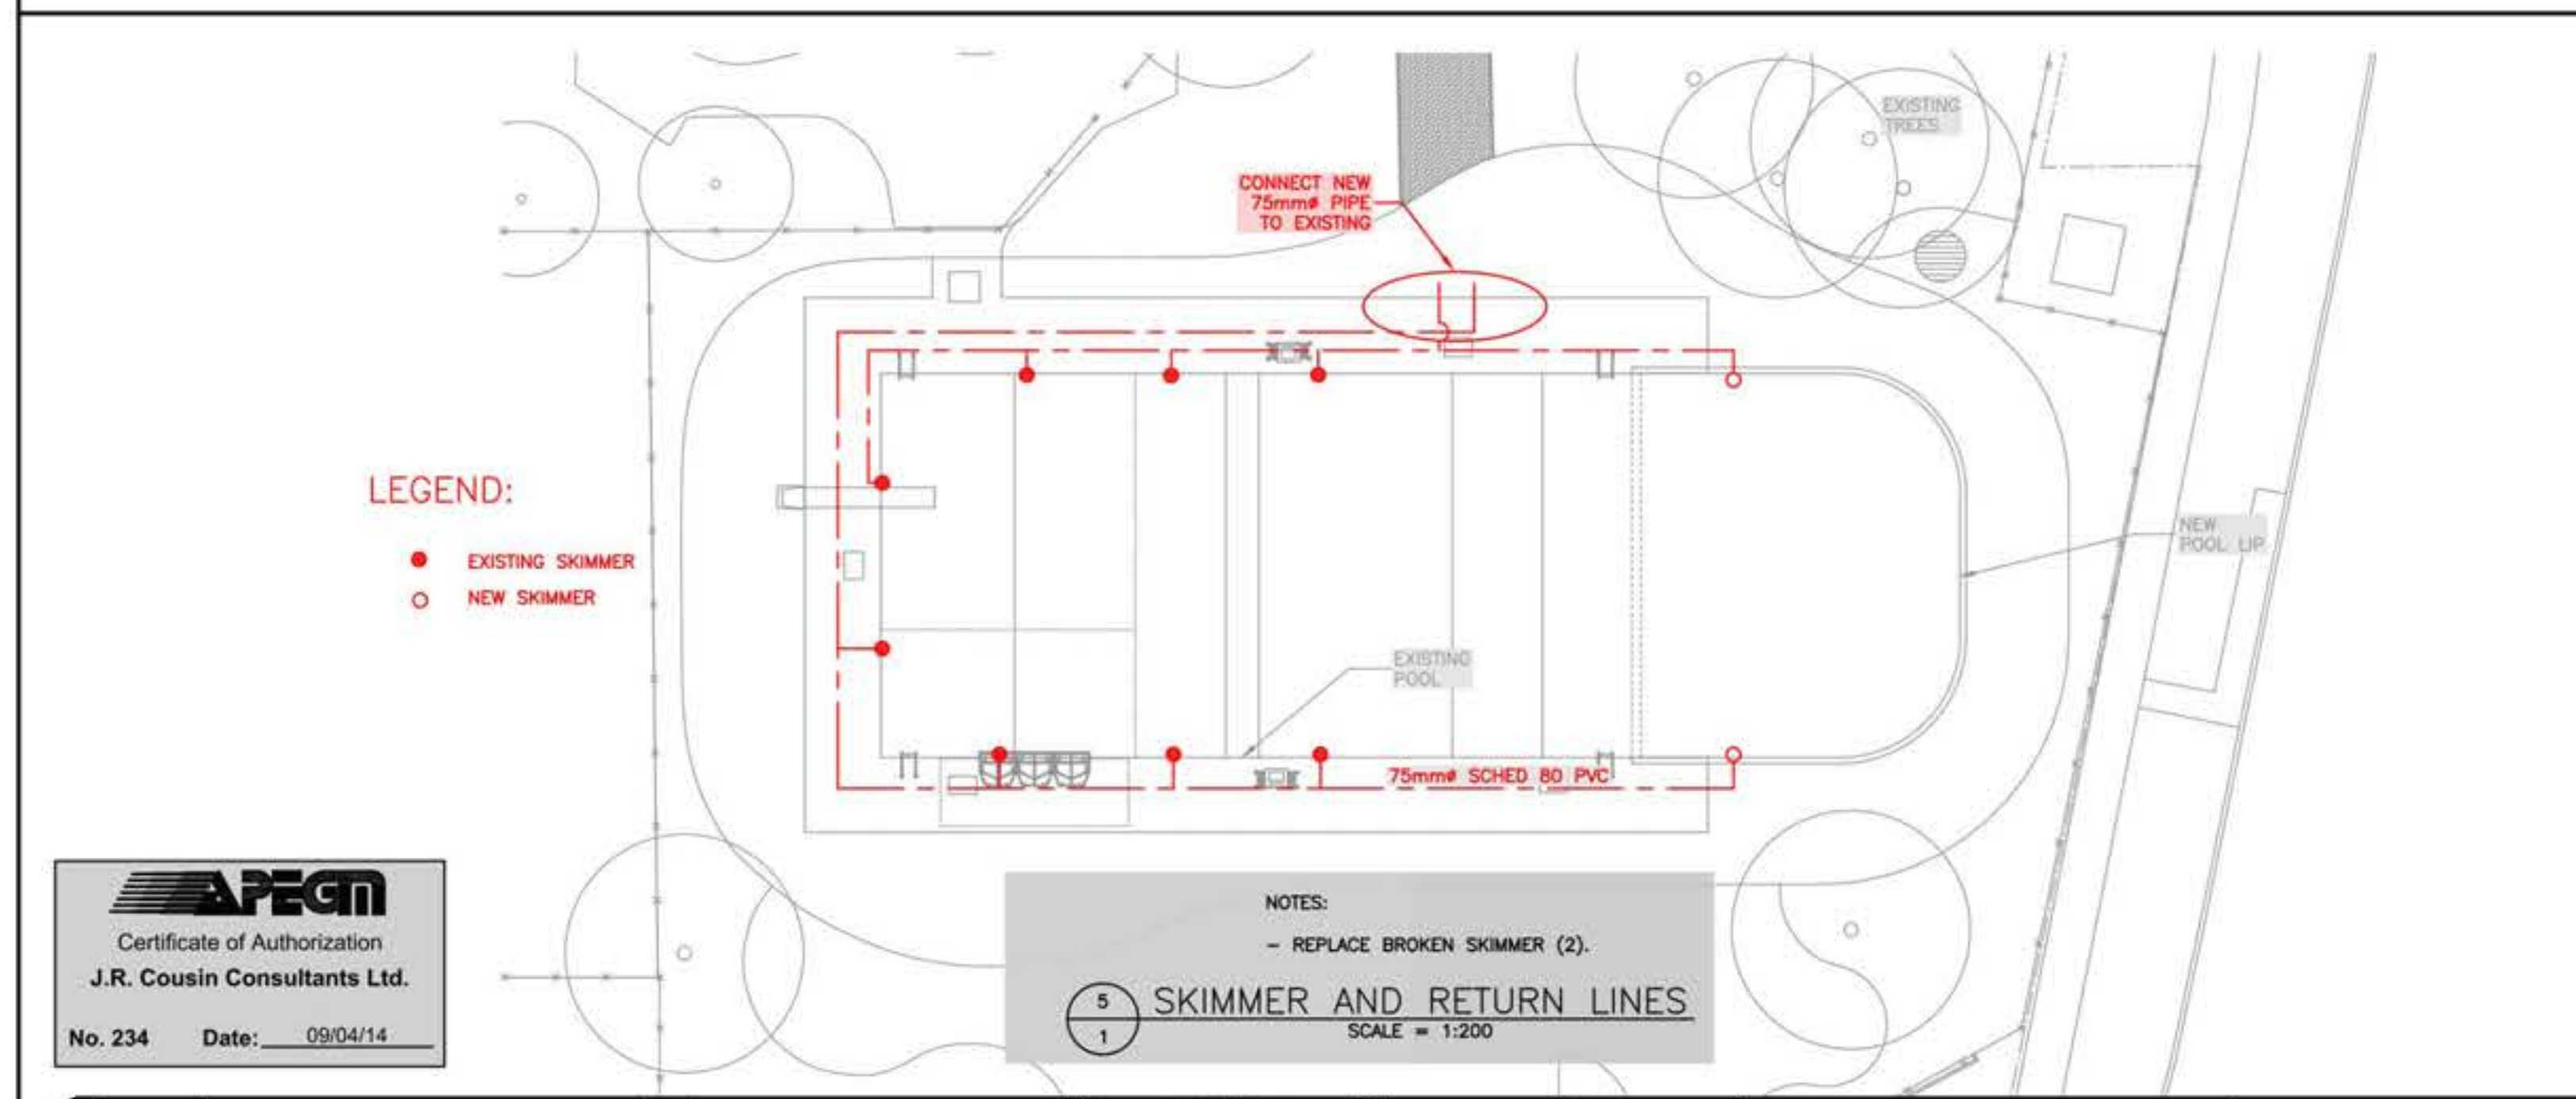 CONNECT NEW
75mmø PIPE
TO EXISTING
EXISTING
TREES
LEGEND:
EXISTING SKIMMER
NEW SKIMMER
NEW
POOL LIP
EXISTING
POOL
75mmø SCHED 80 PVC
APEGM
Certificate of Authorization
J.R. Cousin Consultants Ltd.
No. 234 Date: 09/04/14
NOTES:
- REPLACE BROKEN SKIMMER (2).
5
1
SKIMMER AND RETURN LINES
SCALE = 1:200